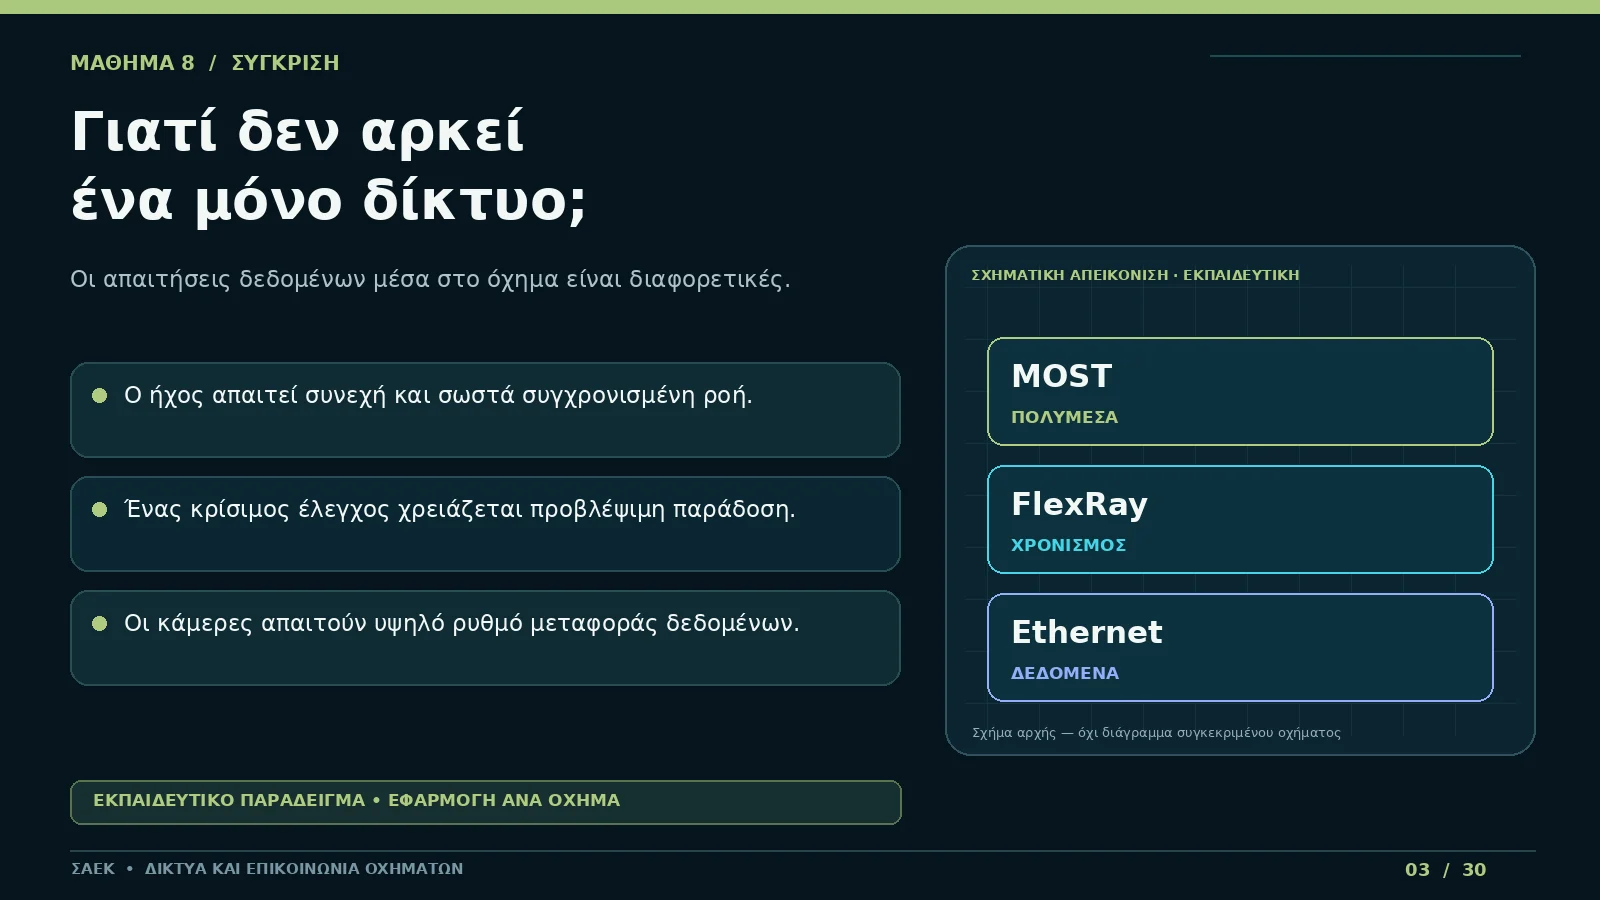 ΜΑΘΗΜΑ 8 / ΣΥΓΚΡΙΣΗ
Γιατί δεν αρκεί
ένα μόνο δίκτυο;
Οι απαιτήσεις δεδομένων μέσα στο όχημα είναι διαφορετικές.
Ο ήχος απαιτεί συνεχή και σωστά συγχρονισμένη ροή.
Ένας κρίσιμος έλεγχος χρειάζεται προβλέψιμη παράδοση.
Οι κάμερες απαιτούν υψηλό ρυθμό μεταφοράς δεδομένων.
ΕΚΠΑΙΔΕΥΤΙΚΟ ΠΑΡΑΔΕΙΓΜΑ • ΕΦΑΡΜΟΓΗ ΑΝΑ ΟΧΗΜΑ
ΣΧΗΜΑΤΙΚΗ ΑΠΕΙΚΟΝΙΣΗ · ΕΚΠΑΙΔΕΥΤΙΚΗ
MOST
ΠΟΛΥΜΕΣΑ
FlexRay
ΧΡΟΝΙΣΜΟΣ
Ethernet
ΔΕΔΟΜΕΝΑ
Σχήμα αρχής — όχι διάγραμμα συγκεκριμένου οχήματος
ΣΑΕΚ • ΔΙΚΤΥΑ ΚΑΙ ΕΠΙΚΟΙΝΩΝΙΑ ΟΧΗΜΑΤΩΝ
03 / 30